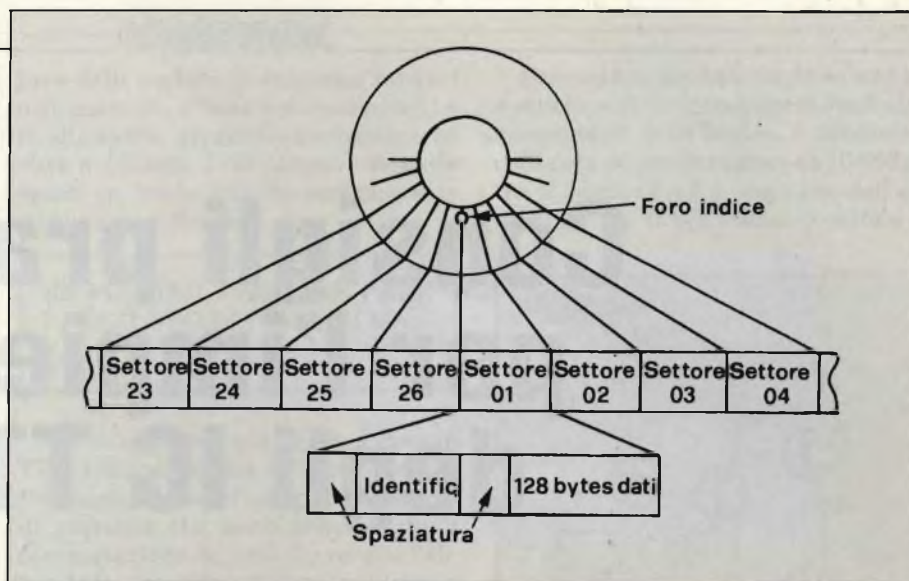 Foro indice
Settore 23
Settore 24
Settore 25
Settore 26
Settore 01
Settore 02
Settore 03
Settore 04
Identific
128 bytes dati
Spaziatura